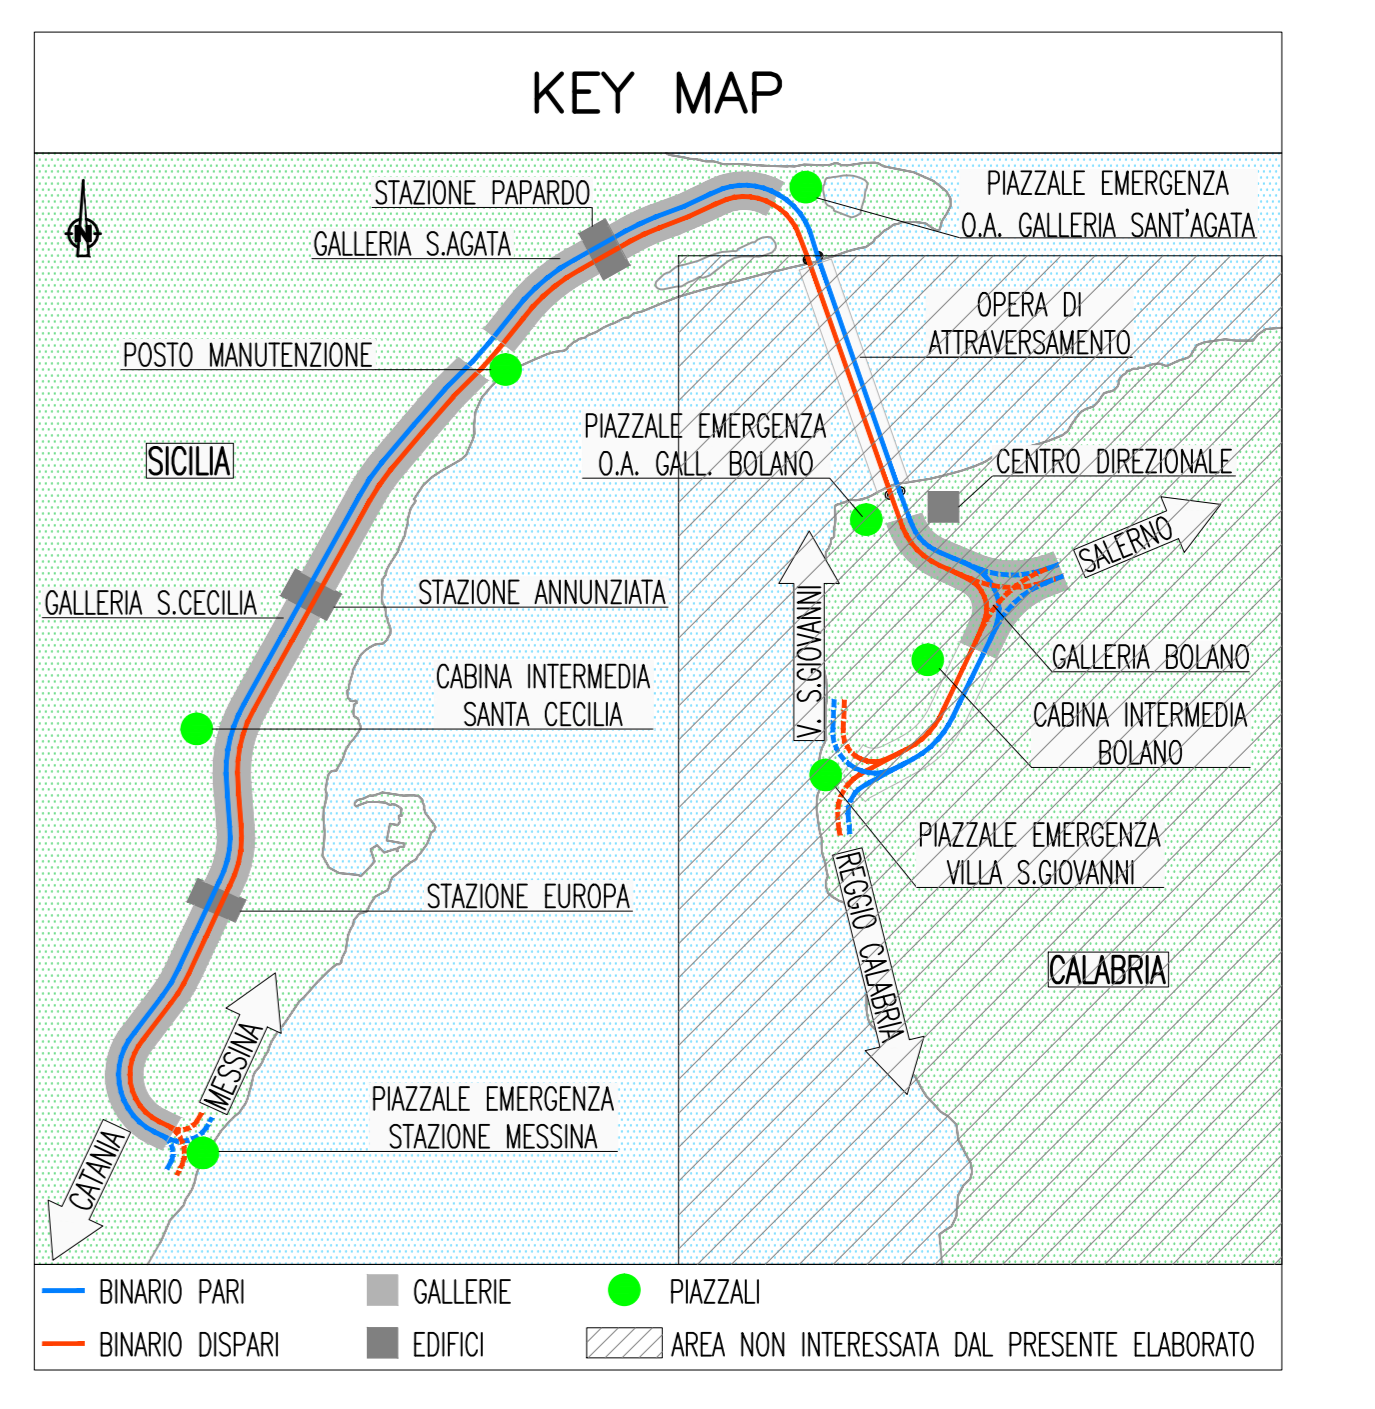 KEY MAP
N
STAZIONE PAPARDO
GALLERIA S.AGATA
PIAZZALE EMERGENZA
O.A. GALLERIA SANT'AGATA
OPERA DI
ATTRAVERSAMENTO
POSTO MANUTENZIONE
PIAZZALE EMERGENZA
O.A. GALL. BOLANO
SICILIA
CENTRO DIREZIONALE
SALERNO
STAZIONE ANNUNZIATA
GALLERIA S.CECILIA
V. S.GIOVANNI
GALLERIA BOLANO
CABINA INTERMEDIA
SANTA CECILIA
CABINA INTERMEDIA
BOLANO
PIAZZALE EMERGENZA
VILLA S.GIOVANNI
STAZIONE EUROPA
REGGIO CALABRIA
CALABRIA
MESSINA
PIAZZALE EMERGENZA
STAZIONE MESSINA
CATANIA
BINARIO PARI
GALLERIE
PIAZZALI
BINARIO DISPARI
EDIFICI
AREA NON INTERESSATA DAL PRESENTE ELABORATO